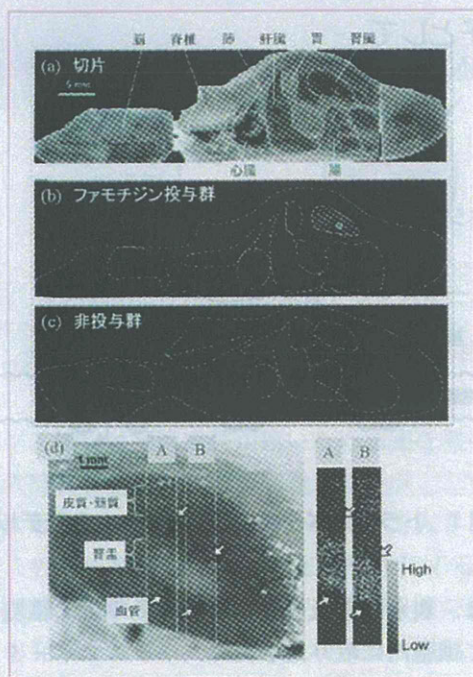 脳 脊椎 肺 肝臓 胃 腎臓
(a) 切片
5 mm
心臓 腸
(b) ファモチジン投与群
(c) 非投与群
(d)
1 mm
A B
皮質・髄質
腎盂
血管
A B
High
Low